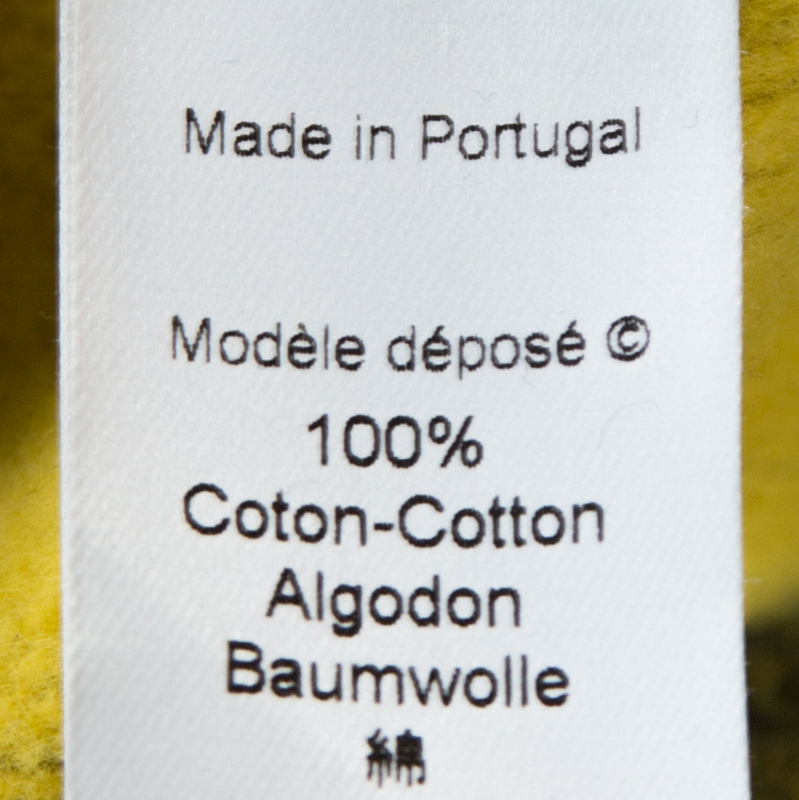 Made in Portugal
Modèle déposé ©
100%
Coton-Cotton
Algodon
Baumwolle
綿